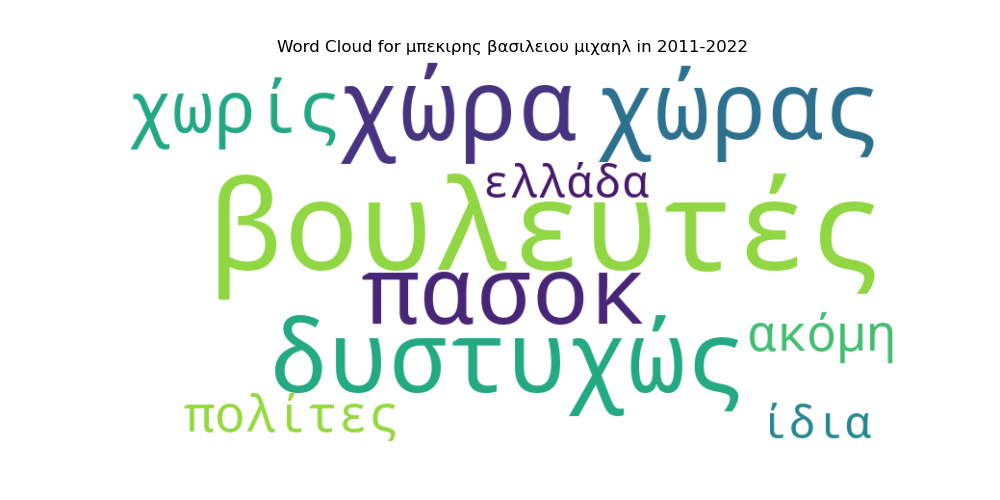 Word Cloud for μπεκιρης βασιλειου μιχαηλ in 2011-2022
χωρίς χώρα χώρας
ελλάδα
βουλευτές
πασοκ
δυστυχώς ακόμη
πολίτες ίδια